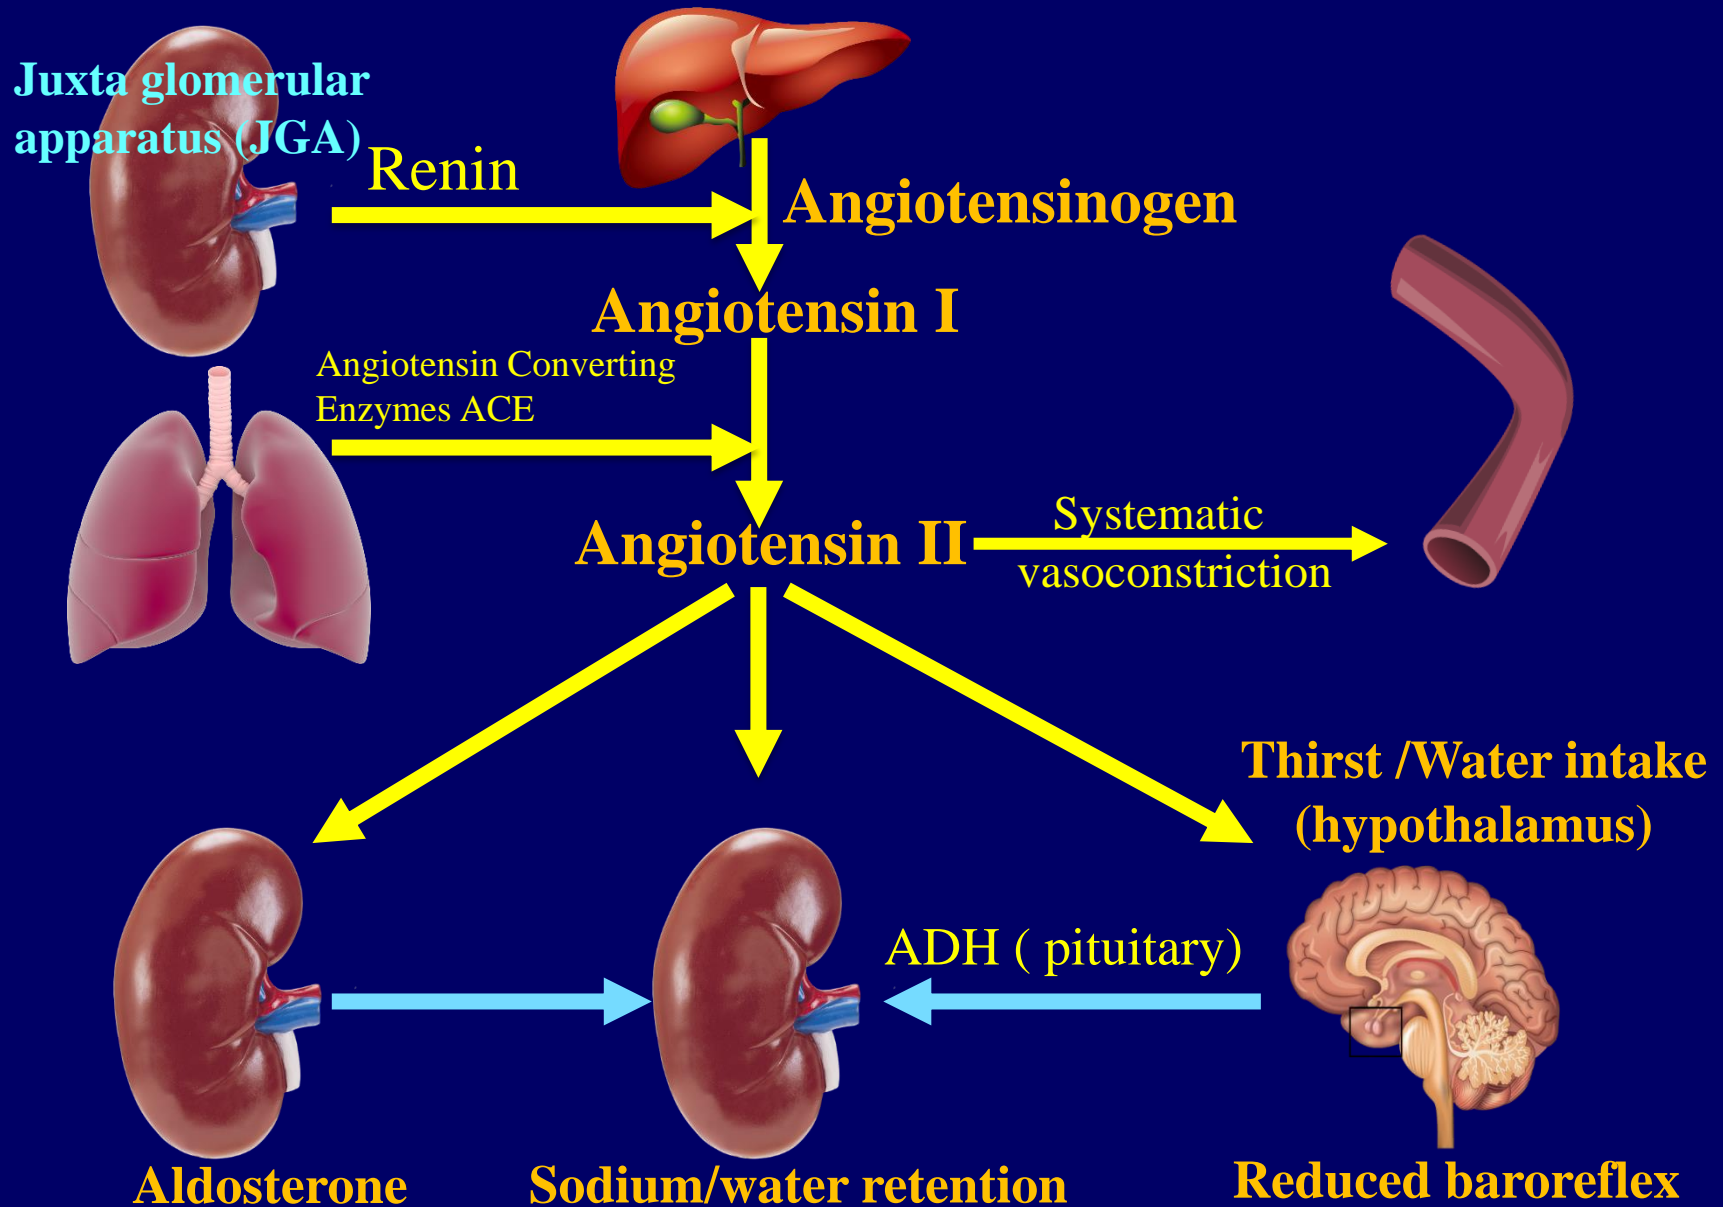 Juxta glomerular
apparatus (JGA)
Renin
Angiotensinogen
Angiotensin I
Angiotensin Converting
Enzymes ACE
Angiotensin II
Systematic
vasoconstriction
Thirst /Water intake
(hypothalamus)
ADH ( pituitary)
Aldosterone
Sodium/water retention
Reduced baroreflex